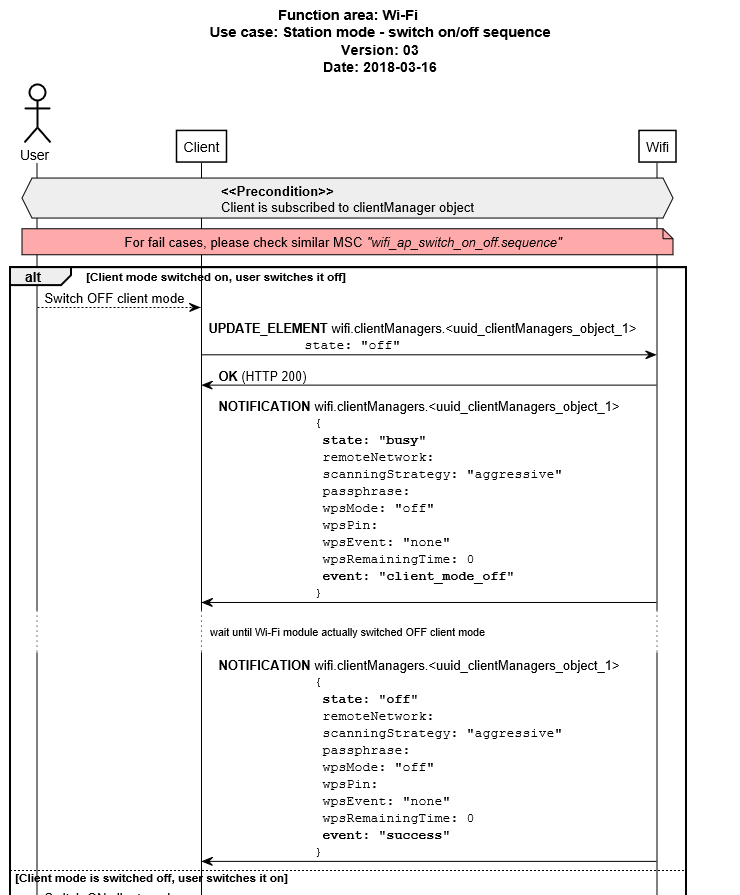 Function area: Wi-Fi
Use case: Station mode - switch on/off sequence
Version: 03
Date: 2018-03-16
User
Client
Wifi
<<Precondition>>
Client is subscribed to clientManager object
For fail cases, please check similar MSC "wifi_ap_switch_on_off.sequence"
alt [Client mode switched on, user switches it off]
Switch OFF client mode
UPDATE_ELEMENT wifi.clientManagers.<uuid_clientManagers_object_1>
state: "off"
OK (HTTP 200)
NOTIFICATION wifi.clientManagers.<uuid_clientManagers_object_1>
{
state: "busy"
remoteNetwork:
scanningStrategy: "aggressive"
passphrase:
wpsMode: "off"
wpsPin:
wpsEvent: "none"
wpsRemainingTime: 0
event: "client_mode_off"
}
wait until Wi-Fi module actually switched OFF client mode
NOTIFICATION wifi.clientManagers.<uuid_clientManagers_object_1>
{
state: "off"
remoteNetwork:
scanningStrategy: "aggressive"
passphrase:
wpsMode: "off"
wpsPin:
wpsEvent: "none"
wpsRemainingTime: 0
event: "success"
}
[Client mode is switched off, user switches it on]